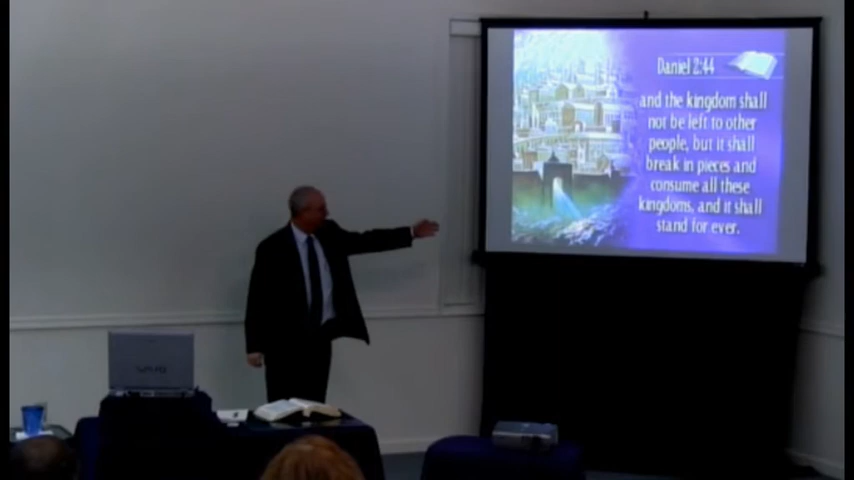 Daniel 2:44
and the kingdom shall
not be left to other
people, but it shall
break in pieces and
consume all these
kingdoms, and it shall
stand for ever.
VAIO